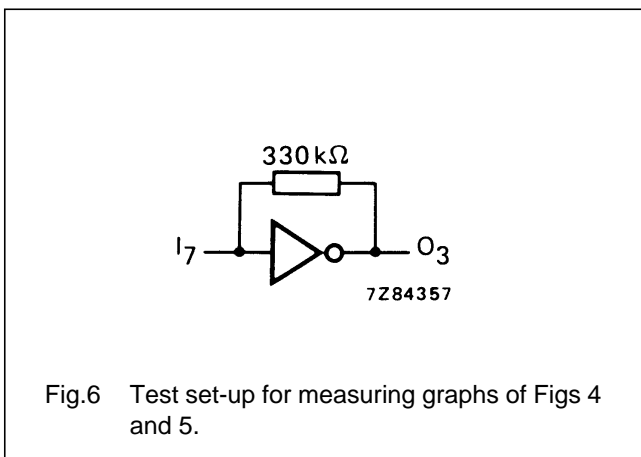 330 kΩ
I7
O3
7Z84357
Fig.6 Test set-up for measuring graphs of Figs 4
and 5.